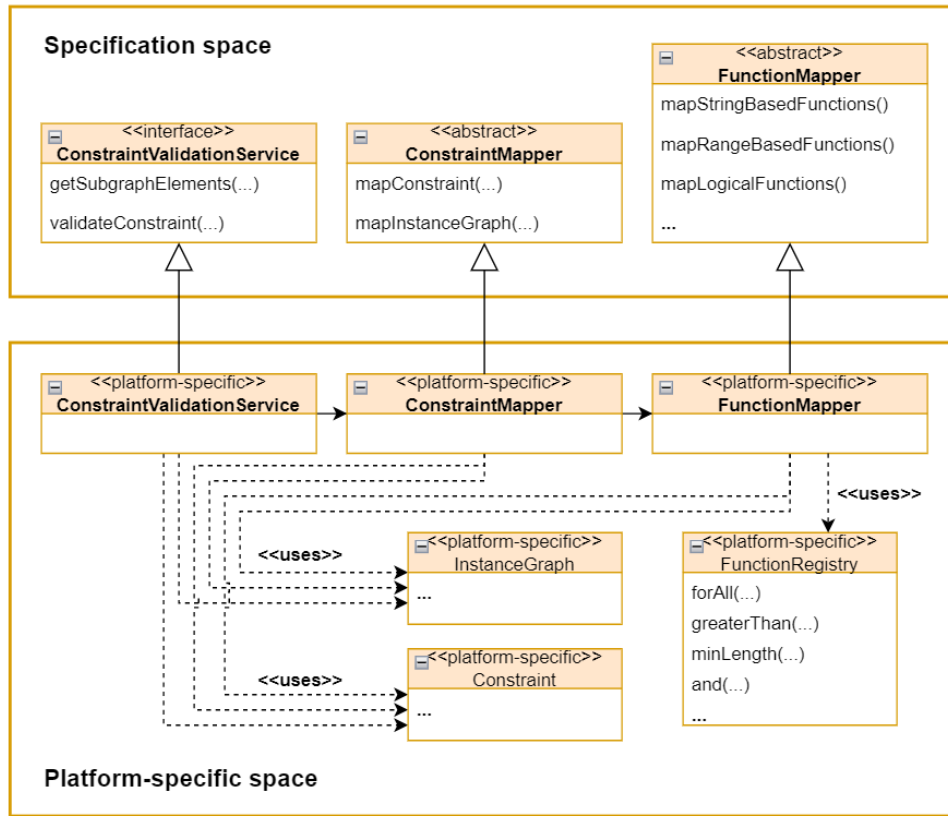 Specification space
<<interface>>
ConstraintValidationService
getSubgraphElements(...)
validateConstraint(...)
<<abstract>>
ConstraintMapper
mapConstraint(...)
mapInstanceGraph(...)
<<abstract>>
FunctionMapper
mapStringBasedFunctions()
mapRangeBasedFunctions()
mapLogicalFunctions()
...
<<platform-specific>>
ConstraintValidationService
<<platform-specific>>
ConstraintMapper
<<platform-specific>>
FunctionMapper
<<uses>>
<<uses>>
<<platform-specific>>
InstanceGraph
...
<<platform-specific>>
FunctionRegistry
forAll(...)
greaterThan(...)
minLength(...)
and(...)
...
<<uses>>
<<platform-specific>>
Constraint
...
Platform-specific space